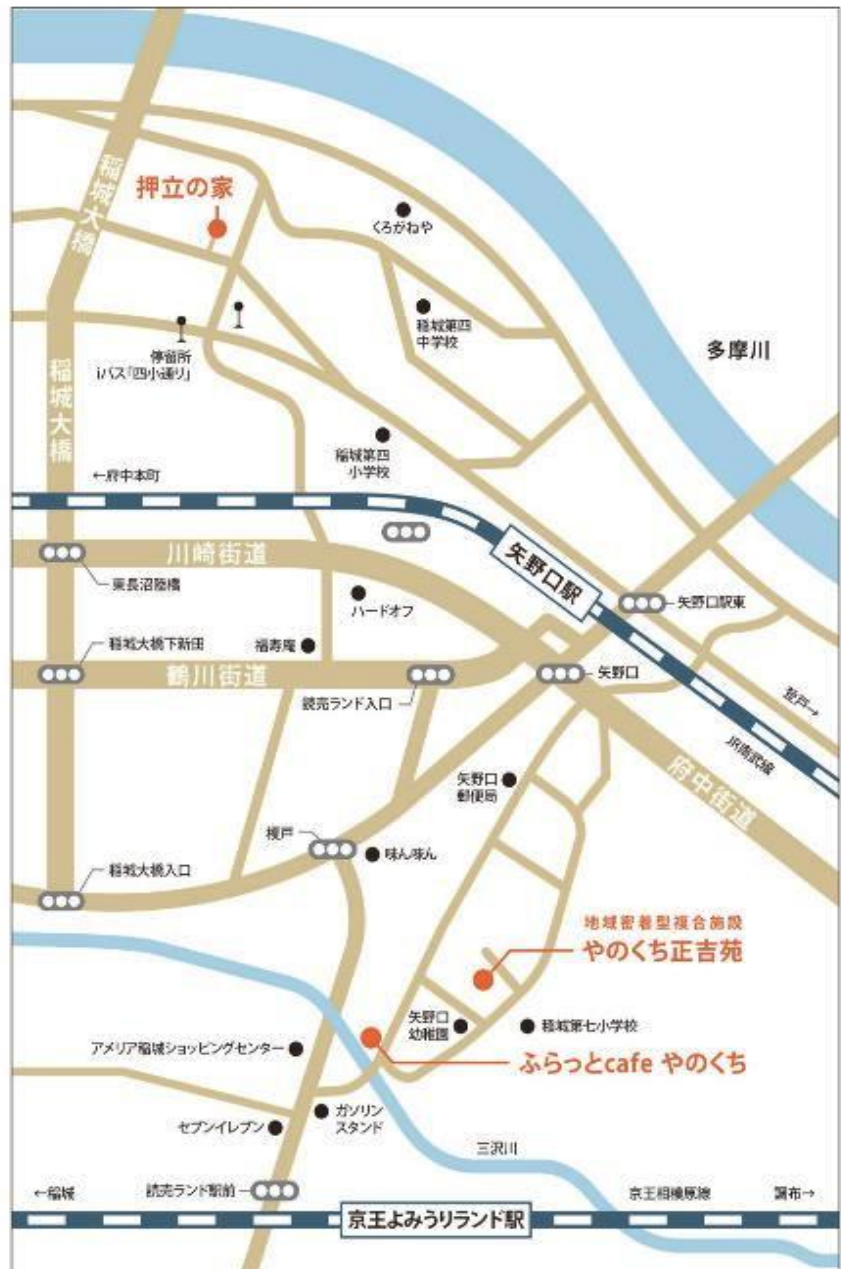 稲城大橋
押立の家
くろがねや
稲城第四
中学校
多摩川
停留所
iバス「四小通り」
稲城大橋
稲城第四
小学校
←府中本町
川崎街道
矢野口駅
東長沼陸橋
ハードオフ
矢野口駅東
稲城大橋下新田
福寿庵
矢野口
鶴川街道
読売ランド入口
登戸→
JR南武線
矢野口
郵便局
府中街道
榎戸
味ん味ん
稲城大橋入口
地域密着型複合施設
やのくち正吉苑
矢野口
幼稚園
稲城第七小学校
アメリア稲城ショッピングセンター
ふらっとcafe やのくち
ガソリン
スタンド
セブンイレブン
三沢川
←稲城
読売ランド駅前
京王相模原線
調布→
京王よみうりランド駅